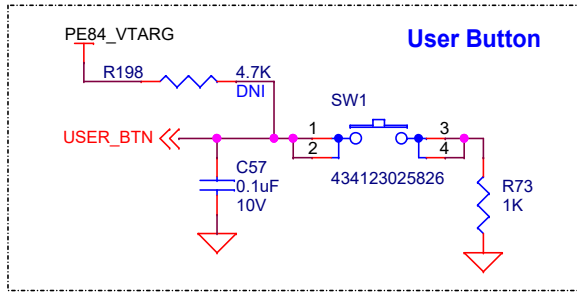 PE84_VTARG
User Button
R198
4.7K
DNI
SW1
USER_BTN
1
2
3
4
C57
0.1uF
10V
434123025826
R73
1K